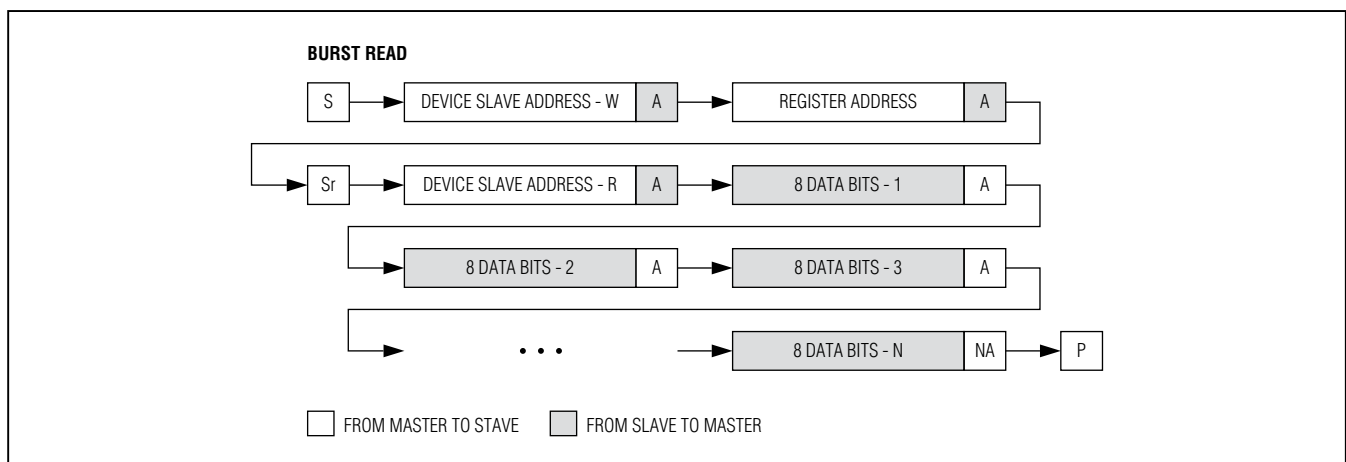 BURST READ
S DEVICE SLAVE ADDRESS - W A REGISTER ADDRESS A
Sr DEVICE SLAVE ADDRESS - R A 8 DATA BITS - 1 A
8 DATA BITS - 2 A 8 DATA BITS - 3 A
• • • 8 DATA BITS - N NA P
FROM MASTER TO STAVE FROM SLAVE TO MASTER